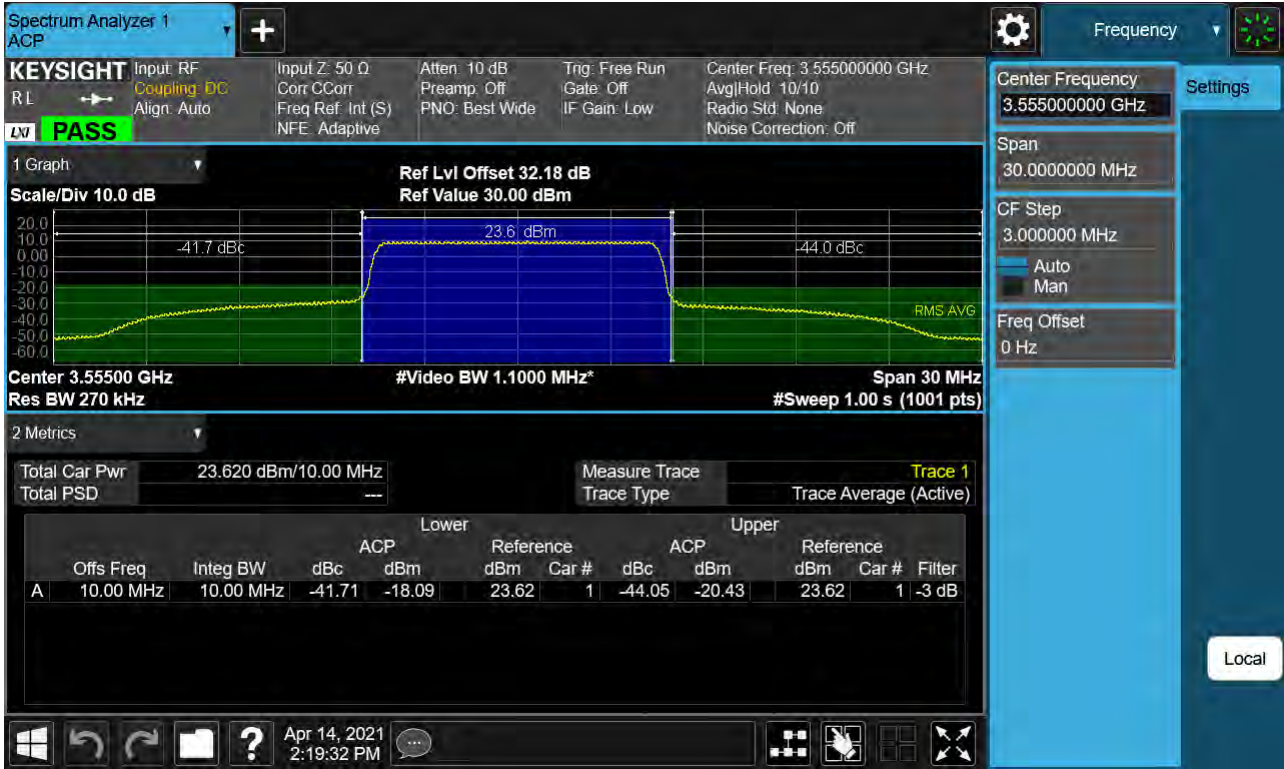 Spectrum Analyzer 1
ACP
Frequency
KEYSIGHT
R L
LXI PASS
Input: RF
Coupling: DC
Align: Auto
Input Z: 50 Ω
Corr CCorr
Freq Ref: Int (S)
NFE: Adaptive
Atten: 10 dB
Preamp: Off
PNO: Best Wide
Trig: Free Run
Gate: Off
IF Gain: Low
Center Freq: 3.555000000 GHz
Avg|Hold: 10/10
Radio Std: None
Noise Correction: Off
1 Graph
Scale/Div 10.0 dB
Ref Lvl Offset 32.18 dB
Ref Value 30.00 dBm
20.0
10.0
0.00
-10.0
-20.0
-30.0
-40.0
-50.0
-60.0
-41.7 dBc
23.6 dBm
-44.0 dBc
RMS AVG
Center 3.55500 GHz #Video BW 1.1000 MHz* Span 30 MHz
Res BW 270 kHz #Sweep 1.00 s (1001 pts)
2 Metrics
Total Car Pwr 23.620 dBm/10.00 MHz
Total PSD ---
Measure Trace Trace 1
Trace Type Trace Average (Active)
Lower Upper
ACP Reference ACP Reference
Offs Freq Integ BW dBc dBm dBm Car # dBc dBm dBm Car # Filter
A 10.00 MHz 10.00 MHz -41.71 -18.09 23.62 1 -44.05 -20.43 23.62 1 -3 dB
Apr 14, 2021
2:19:32 PM
Center Frequency
3.555000000 GHz
Span
30.0000000 MHz
CF Step
3.000000 MHz
Auto
Man
Freq Offset
0 Hz
Settings
Local